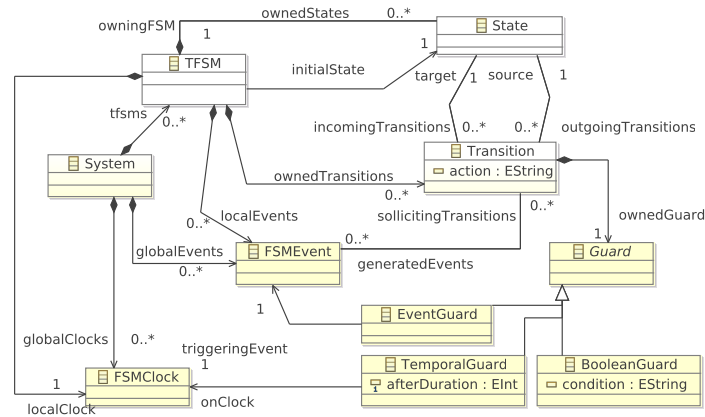 ownedStates
0..*
owningFSM
1
State
TFSM
1
initialState
target
1
source
1
tfsms
0..*
incomingTransitions
0..*
0..*
outgoingTransitions
System
Transition
action : EString
ownedTransitions
0..*
sollicitingTransitions
0..*
0..*
localEvents
ownedGuard
1
globalEvents
0..*
FSMEvent
0..*
generatedEvents
Guard
1
EventGuard
globalClocks
0..*
triggeringEvent
1
FSMClock
1
localClock
onClock
TemporalGuard
afterDuration : EInt
BooleanGuard
condition : EString